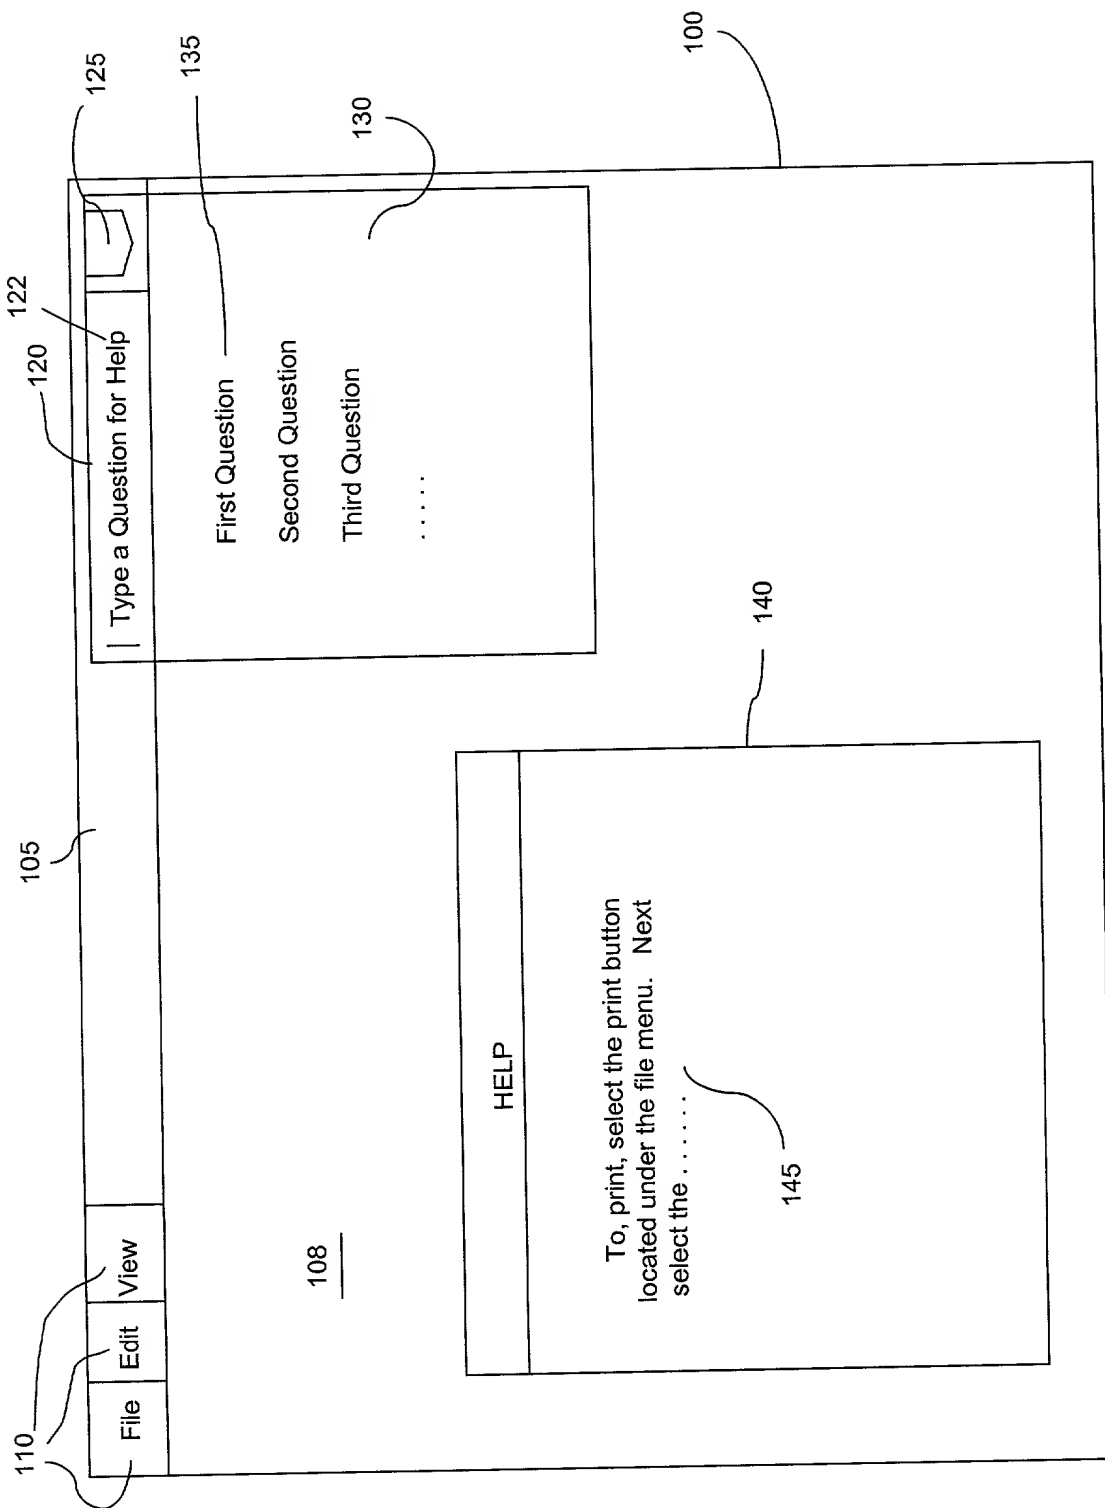 110
File
Edit
View
105
120
122
125
Type a Question for Help
135
First Question
Second Question
Third Question
. . . . .
130
108
HELP
140
To, print, select the print button
located under the file menu. Next
select the . . . . . . .
145
100